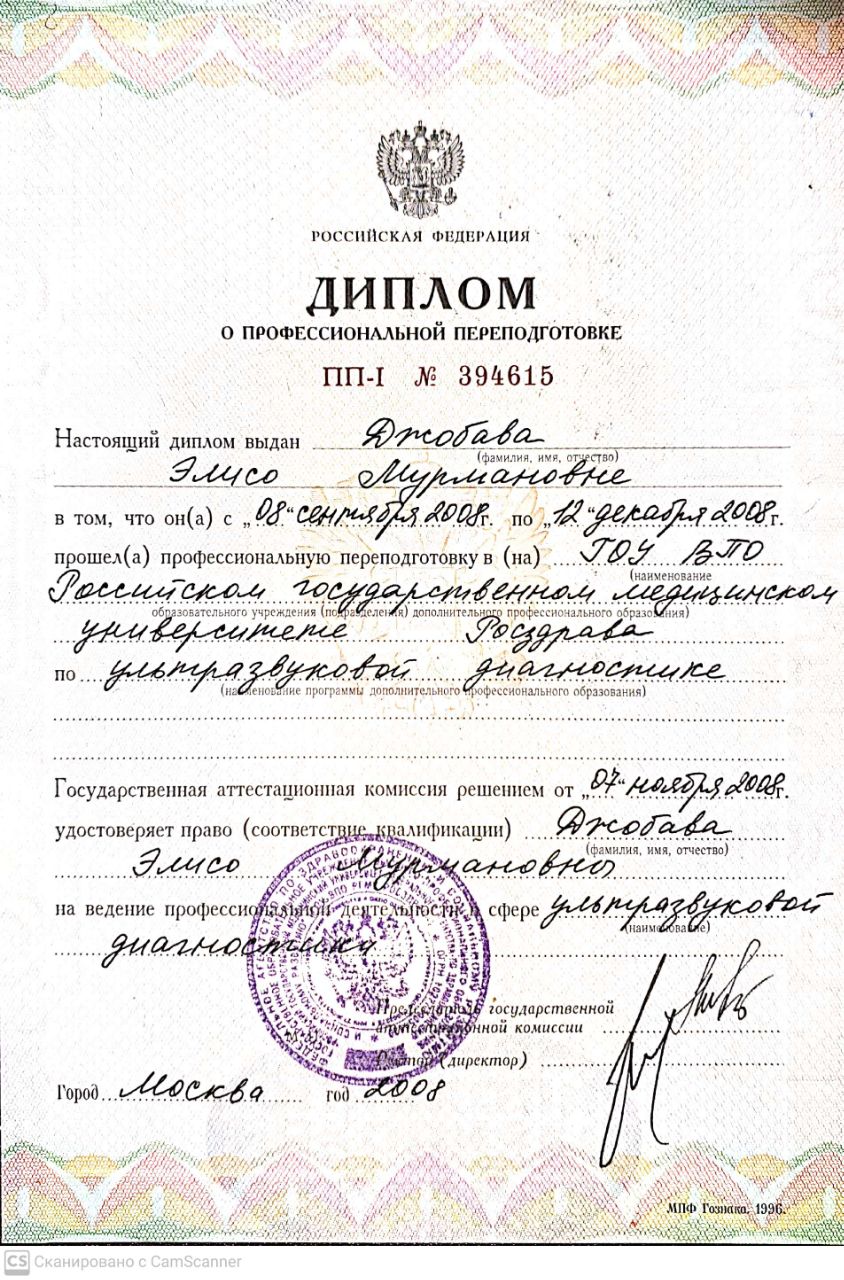 РОССИЙСКАЯ ФЕДЕРАЦИЯ
ДИПЛОМ
О ПРОФЕССИОНАЛЬНОЙ ПЕРЕПОДГОТОВКЕ
ПП-I № 394615
Настоящий диплом выдан Джобава
(фамилия, имя, отчество)
Элисо Мурмановне
в том, что он(а) с „08“ сентября 2008г. по „12“ декабря 2008г.
прошел(а) профессиональную переподготовку в (на) ГОУ ВПО
(наименование
Российском государственном медицинском
образовательного учреждения (подразделения) дополнительного профессионального образования)
университете Росздрава
по ультразвуковой диагностике
(наименование программы дополнительного профессионального образования)
Государственная аттестационная комиссия решением от „07“ ноября 2008г.
удостоверяет право (соответствие квалификации) Джобава
(фамилия, имя, отчество)
Элисо Мурмановны
на ведение профессиональной деятельности в сфере ультразвуковой
(наименование)
диагностики
Председатель государственной
аттестационной комиссии
Ректор (директор)
Город Москва год 2008
МПФ Гознака. 1996.
CS Сканировано с CamScanner